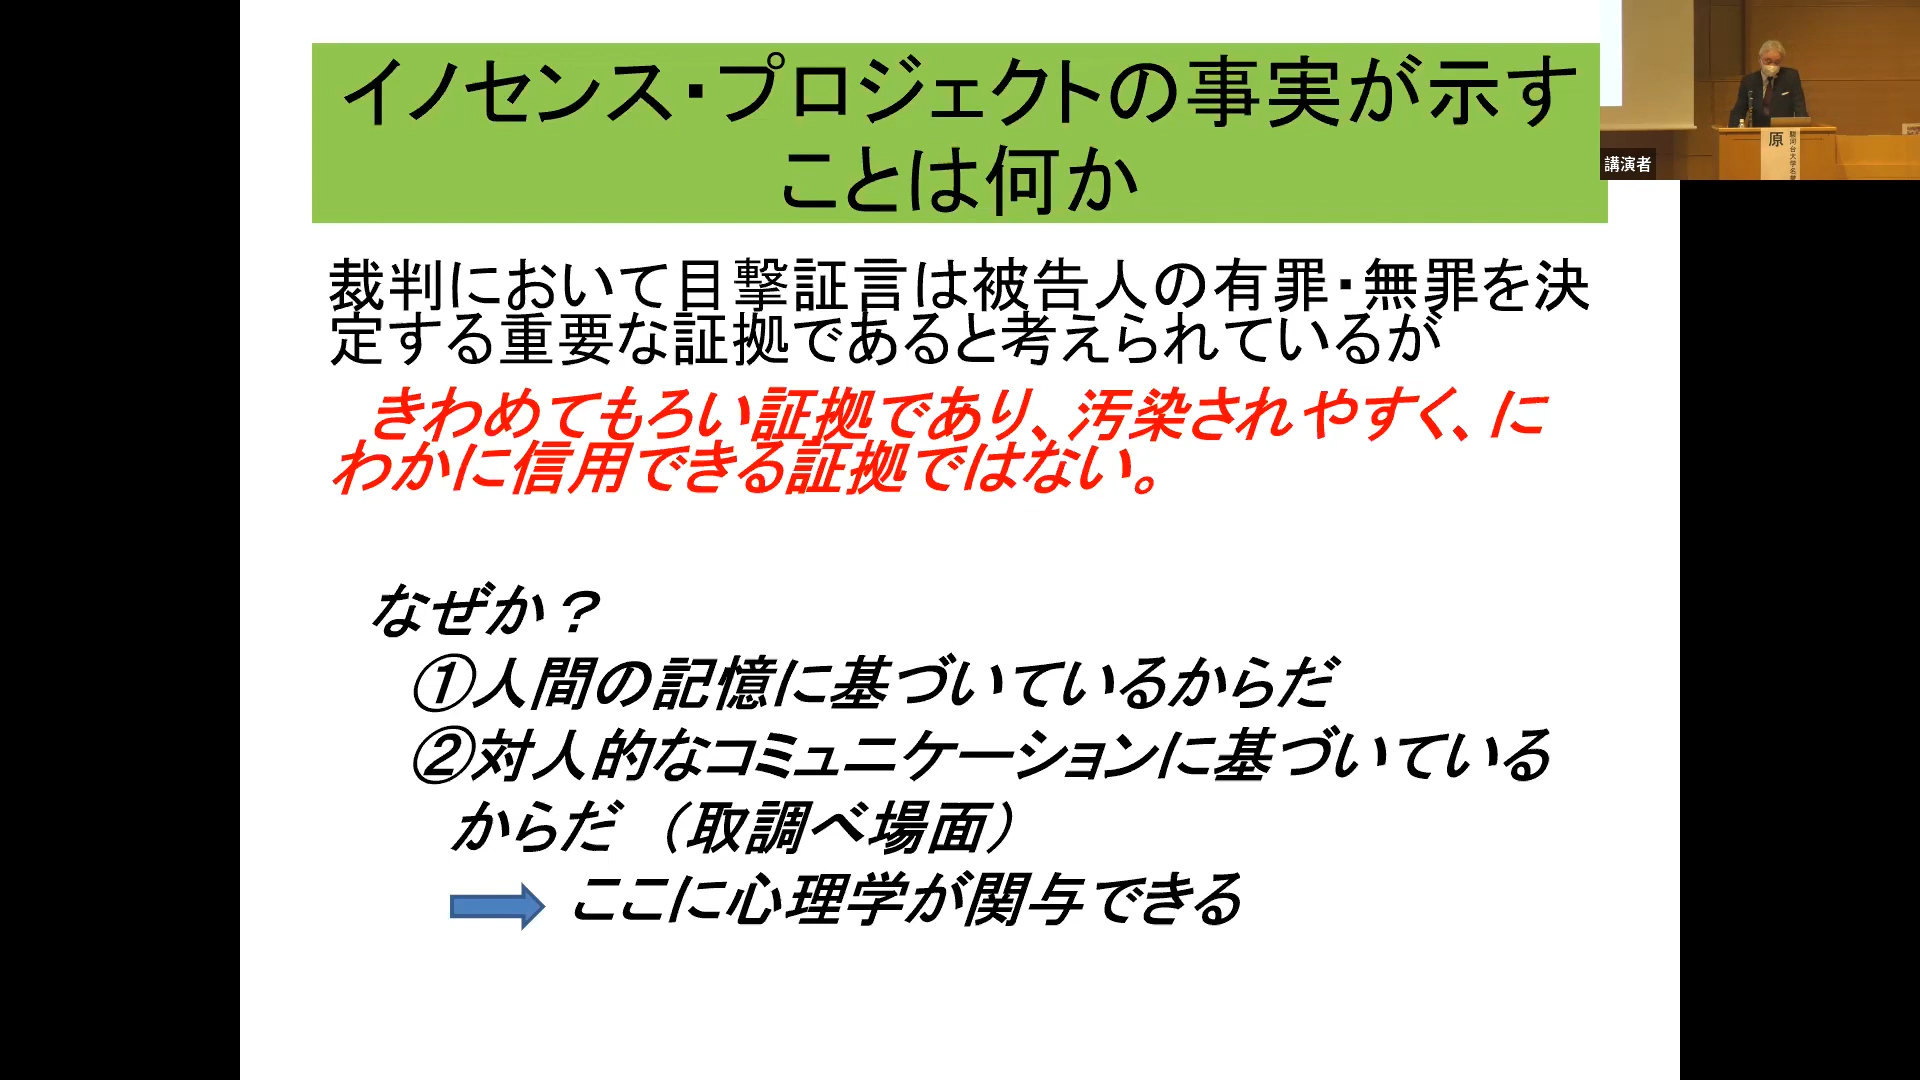 イノセンス・プロジェクトの事実が示す
ことは何か
裁判において目撃証言は被告人の有罪・無罪を決
定する重要な証拠であると考えられているが
きわめてもろい証拠であり、汚染されやすく、に
わかに信用できる証拠ではない。
なぜか？
①人間の記憶に基づいているからだ
②対人的なコミュニケーションに基づいている
からだ （取調べ場面）
ここに心理学が関与できる
講演者
原
駿河台大学名誉